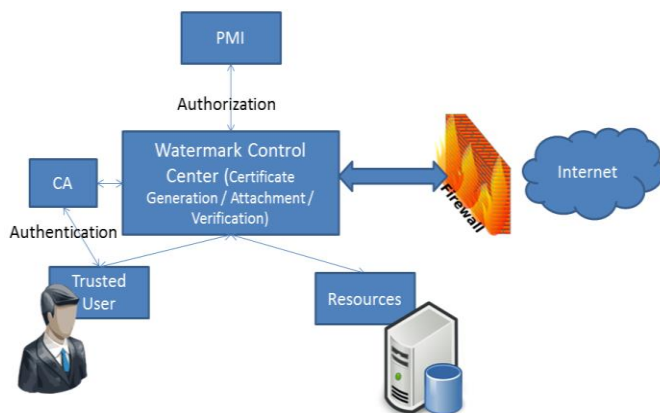 PMI
Authorization
Watermark Control
Center (Certificate
Generation / Attachment /
Verification)
CA
Authentication
Trusted
User
Resources
Firewall
Internet